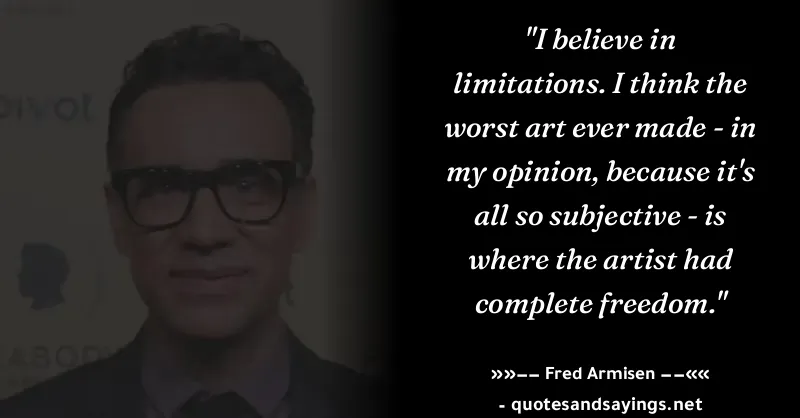 "I believe in
limitations. I think the
worst art ever made - in
my opinion, because it's
all so subjective - is
where the artist had
complete freedom."
»»–– Fred Armisen ––««
- quotesandsayings.net
pivot